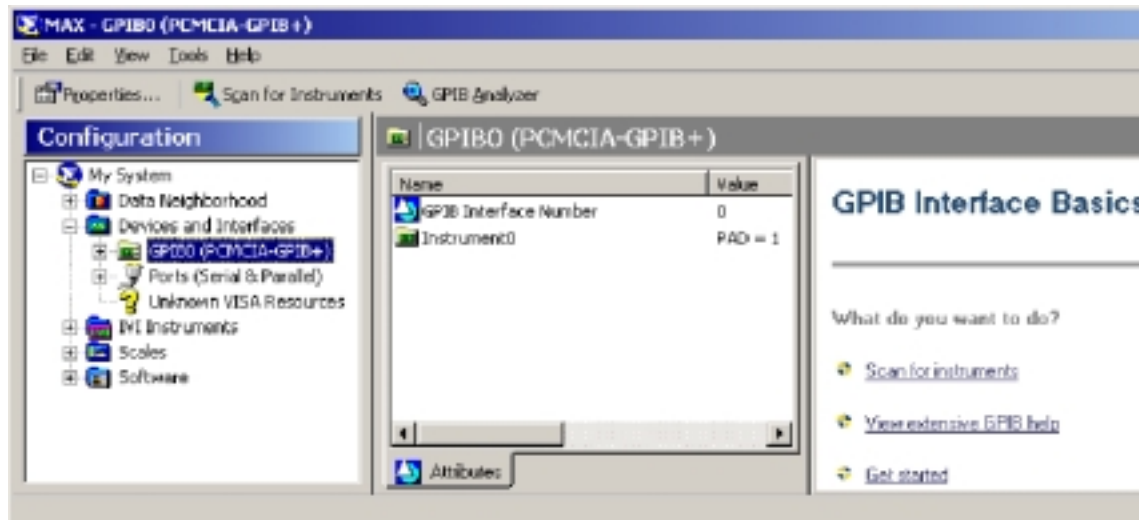 MAX - GPIB0 (PCMCIA-GPIB+)
File Edit View Tools Help
Properties... Scan for Instruments GPIB Analyzer
Configuration
My System
Data Neighborhood
Devices and Interfaces
GPIB0 (PCMCIA-GPIB+)
Ports (Serial & Parallel)
Unknown VISA Resources
IVI Instruments
Scales
Software
GPIB0 (PCMCIA-GPIB+)
Name Value
GPIB Interface Number 0
Instrument0 PAD = 1
Attributes
GPIB Interface Basics
What do you want to do?
Scan for instruments
View extensive GPIB help
Get started